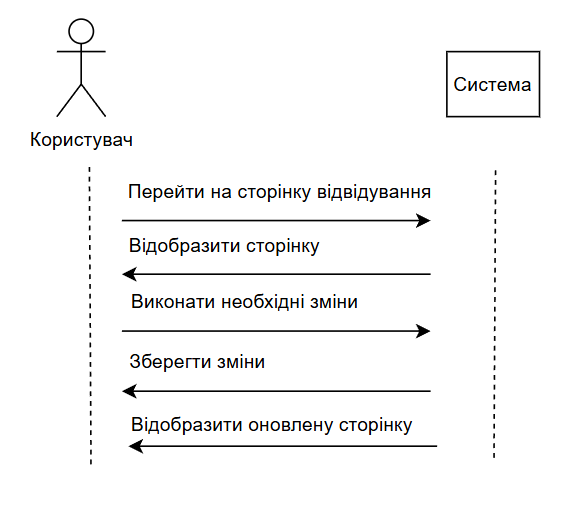 Користувач
Система
Перейти на сторінку відвідування
Відобразити сторінку
Виконати необхідні зміни
Зберегти зміни
Відобразити оновлену сторінку